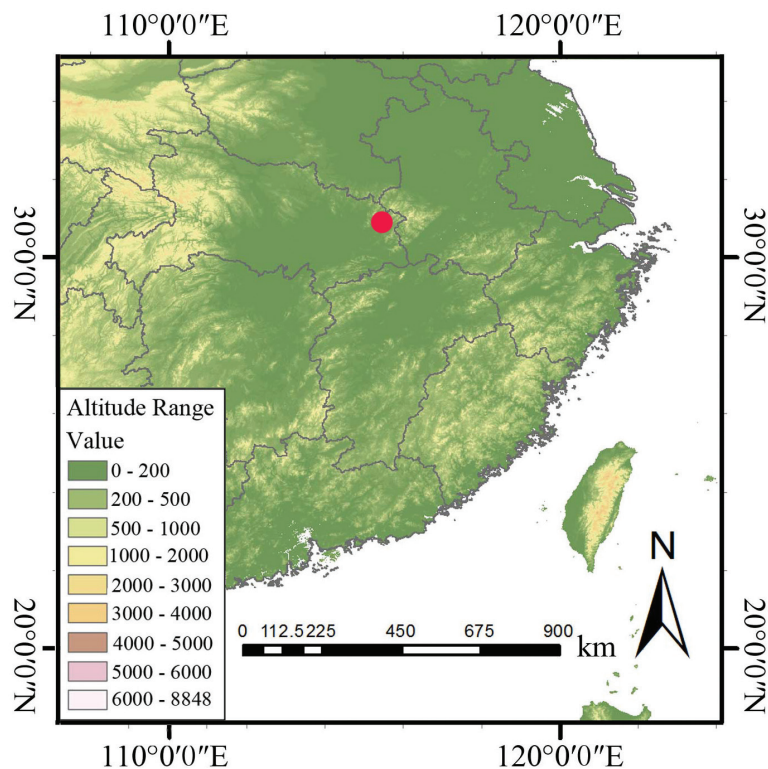 110°0′0″E 120°0′0″E
30°0′0″N 30°0′0″N
20°0′0″N 20°0′0″N
Altitude Range
Value
0 - 200
200 - 500
500 - 1000
1000 - 2000
2000 - 3000
3000 - 4000
4000 - 5000
5000 - 6000
6000 - 8848
N
0 112.5 225 450 675 900
km
110°0′0″E 120°0′0″E